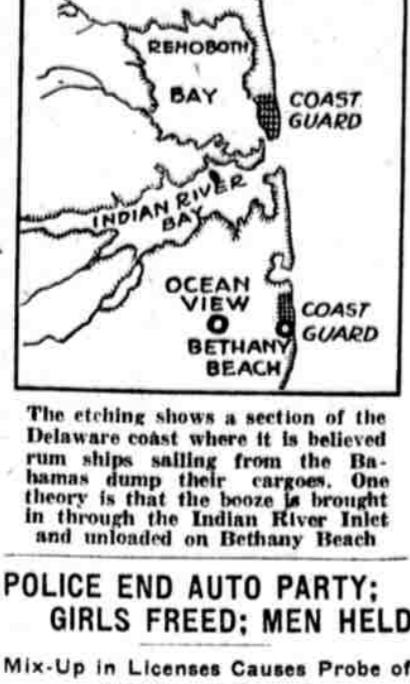 REHOBOTH
BAY
COAST
GUARD
INDIAN RIVER
BAY
OCEAN
VIEW
COAST
GUARD
BETHANY
BEACH
The etching shows a section of the
Delaware coast where it is believed
rum ships sailing from the Ba-
hamas dump their cargoes. One
theory is that the booze is brought
in through the Indian River Inlet
and unloaded on Bethany Beach
POLICE END AUTO PARTY;
GIRLS FREED; MEN HELD
Mix-Up in Licenses Causes Probe of